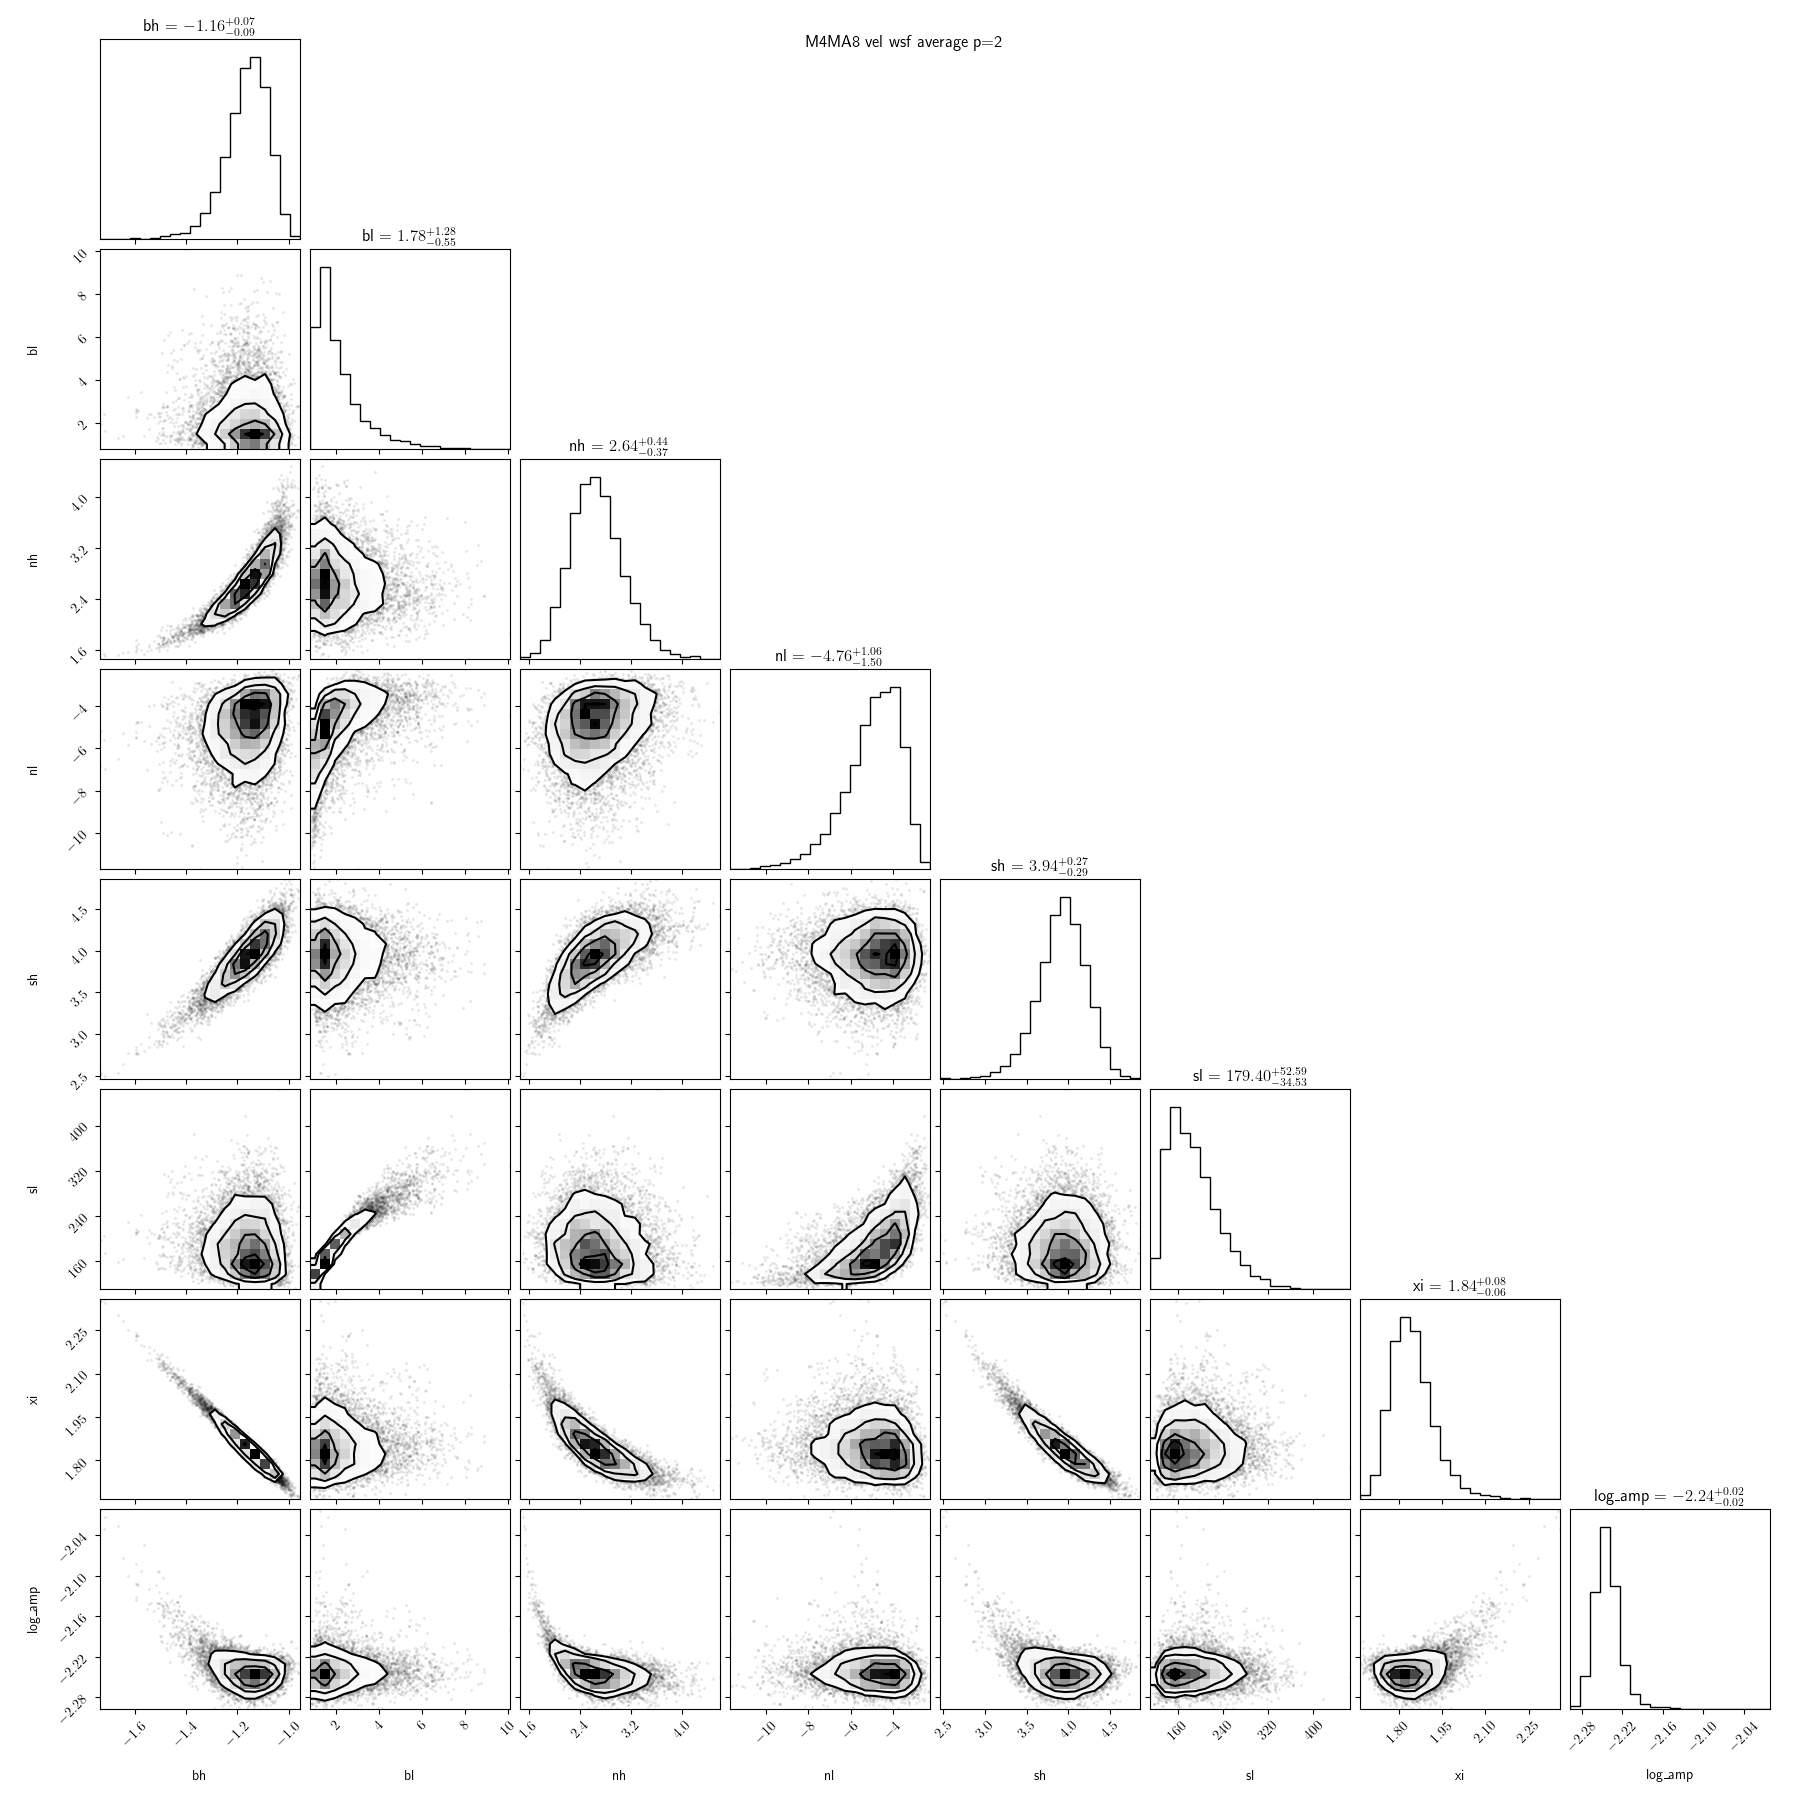 M4MA8 vel wsf average p=2
bh = −1.16^{+0.07}_{−0.09}
bl = 1.78^{+1.28}_{−0.55}
10
8
6
4
2
bl
nh = 2.64^{+0.44}_{−0.37}
4.0
3.2
2.4
1.6
nh
nl = −4.76^{+1.06}_{−1.50}
−4
−6
−8
−10
nl
sh = 3.94^{+0.27}_{−0.29}
4.5
4.0
3.5
3.0
2.5
sh
sl = 179.40^{+52.59}_{−34.53}
400
320
240
160
sl
xi = 1.84^{+0.08}_{−0.06}
2.25
2.10
1.95
1.80
xi
log_amp = −2.24^{+0.02}_{−0.02}
−2.04
−2.10
−2.16
−2.22
−2.28
log_amp
−1.6 −1.4 −1.2 −1.0 2 4 6 8 10 1.6 2.4 3.2 4.0 −10 −8 −6 −4 2.5 3.0 3.5 4.0 4.5 160 240 320 400 1.80 1.95 2.10 2.25 −2.28 −2.22 −2.16 −2.10 −2.04
bh bl nh nl sh sl xi log_amp